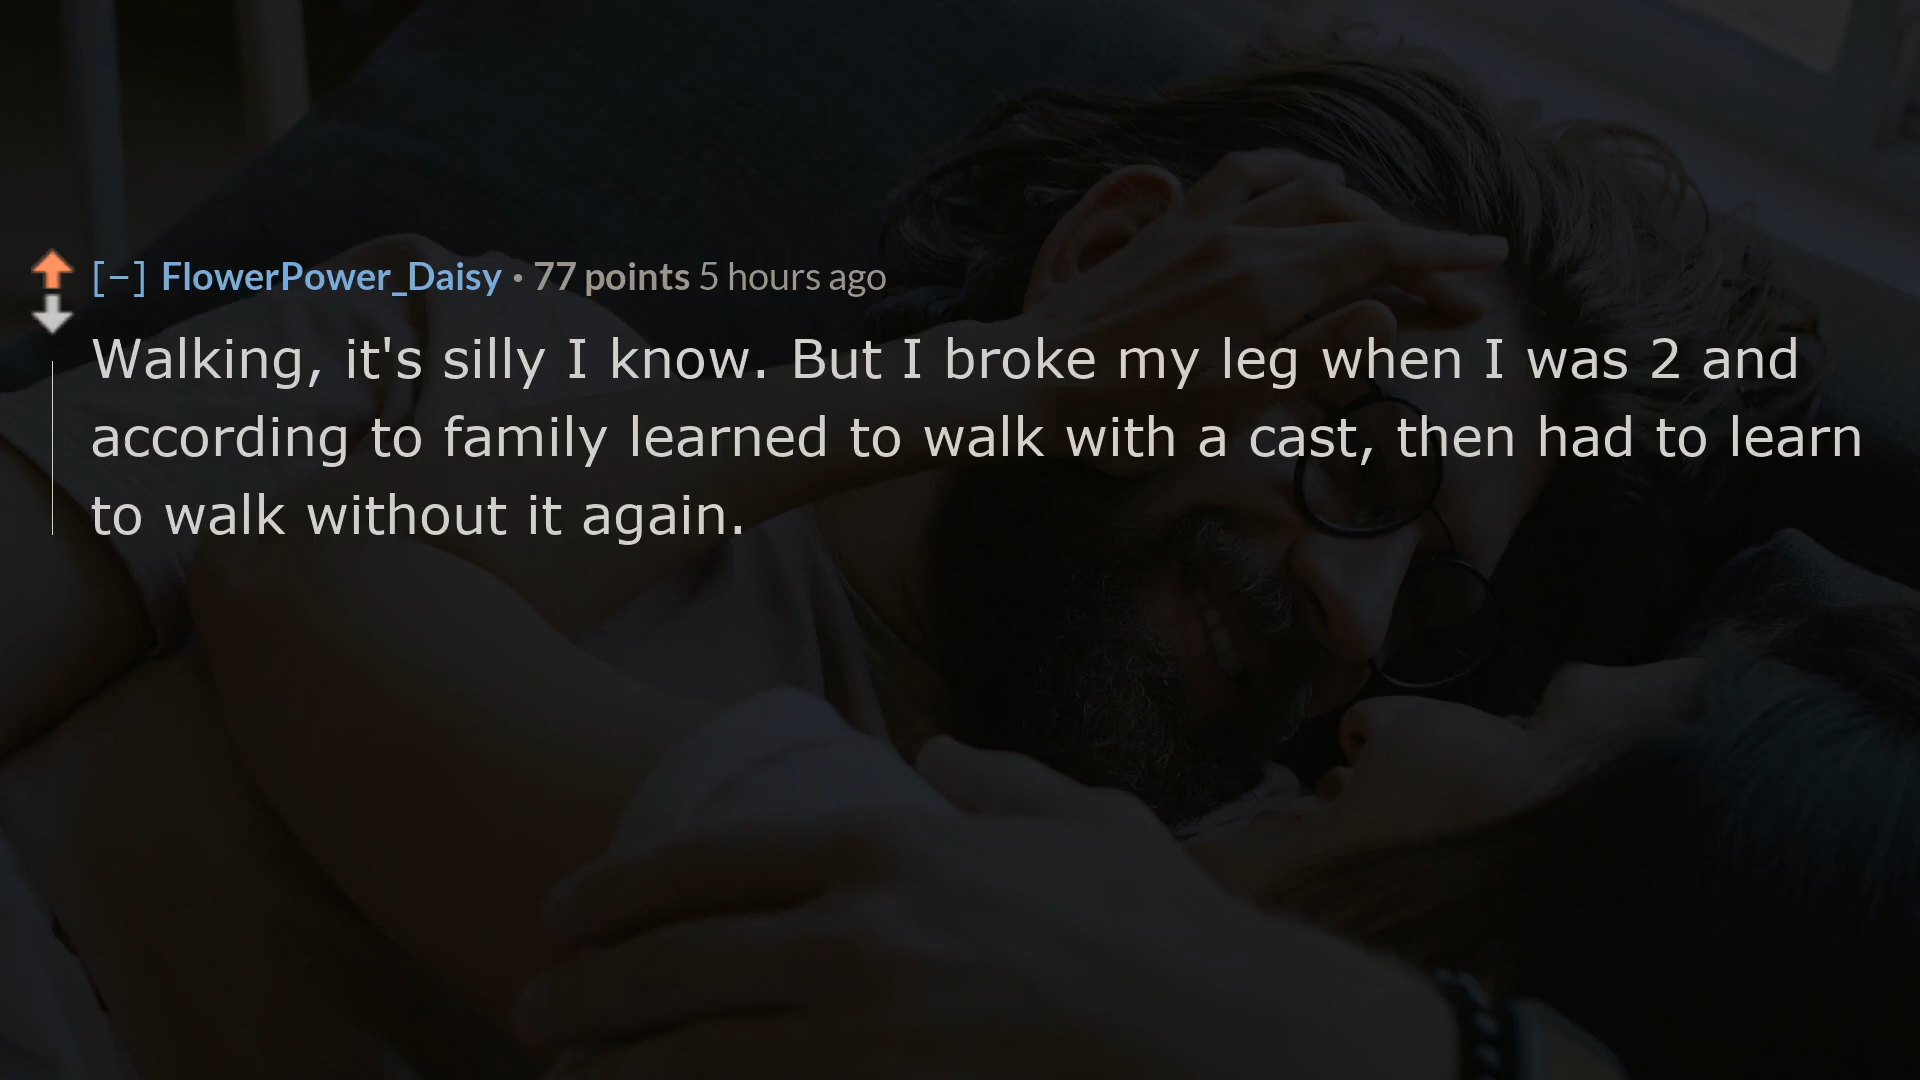 [−] FlowerPower_Daisy • 77 points 5 hours ago
Walking, it's silly I know. But I broke my leg when I was 2 and
according to family learned to walk with a cast, then had to learn
to walk without it again.